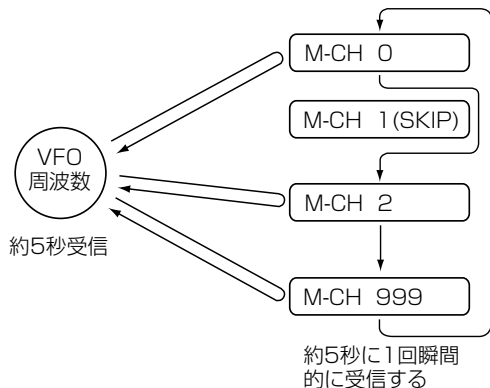 M-CH 0
M-CH 1(SKIP)
VFO
周波数
M-CH 2
約5秒受信
M-CH 999
約5秒に1回瞬間
的に受信する